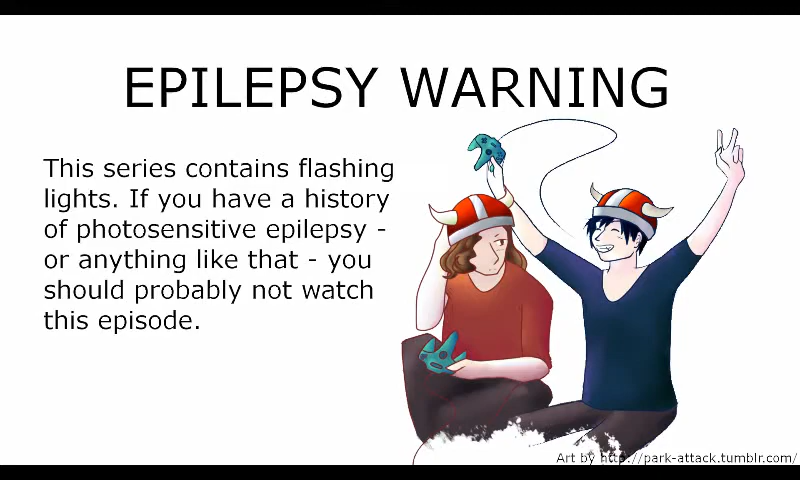 EPILEPSY WARNING
This series contains flashing
lights. If you have a history
of photosensitive epilepsy -
or anything like that - you
should probably not watch
this episode.
Art by http://park-attack.tumblr.com/